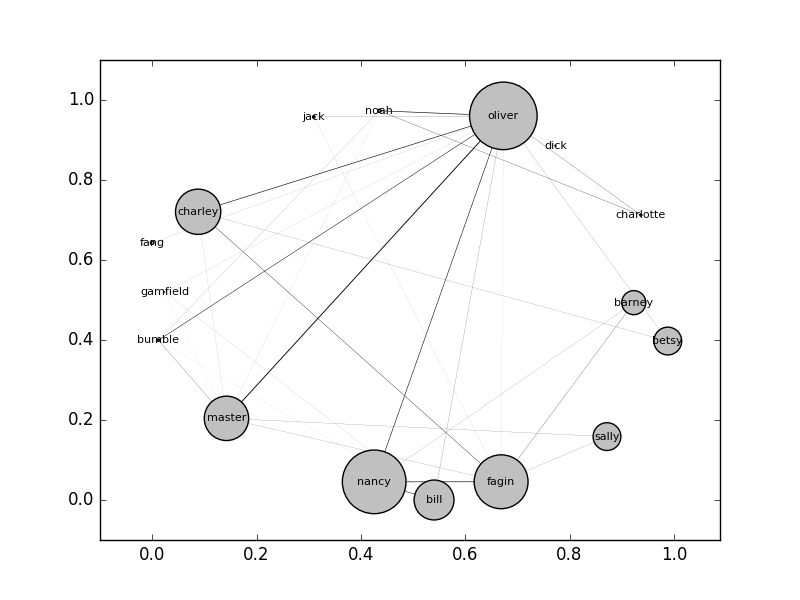 1.0
0.8
0.6
0.4
0.2
0.0
0.0 0.2 0.4 0.6 0.8 1.0
oliver
noah
jack
dick
charley
charlotte
fang
gamfield
barney
bumble
betsy
master
sally
nancy
fagin
bill